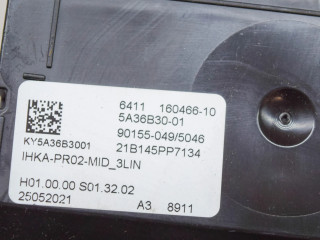 6411 160466-10
5A36B30-01
90155-049/5046
KY5A36B3001 21B145PP7134
IHKA-PR02-MID_3LIN
H01.00.00 S01.32.02
25052021 A3 8911